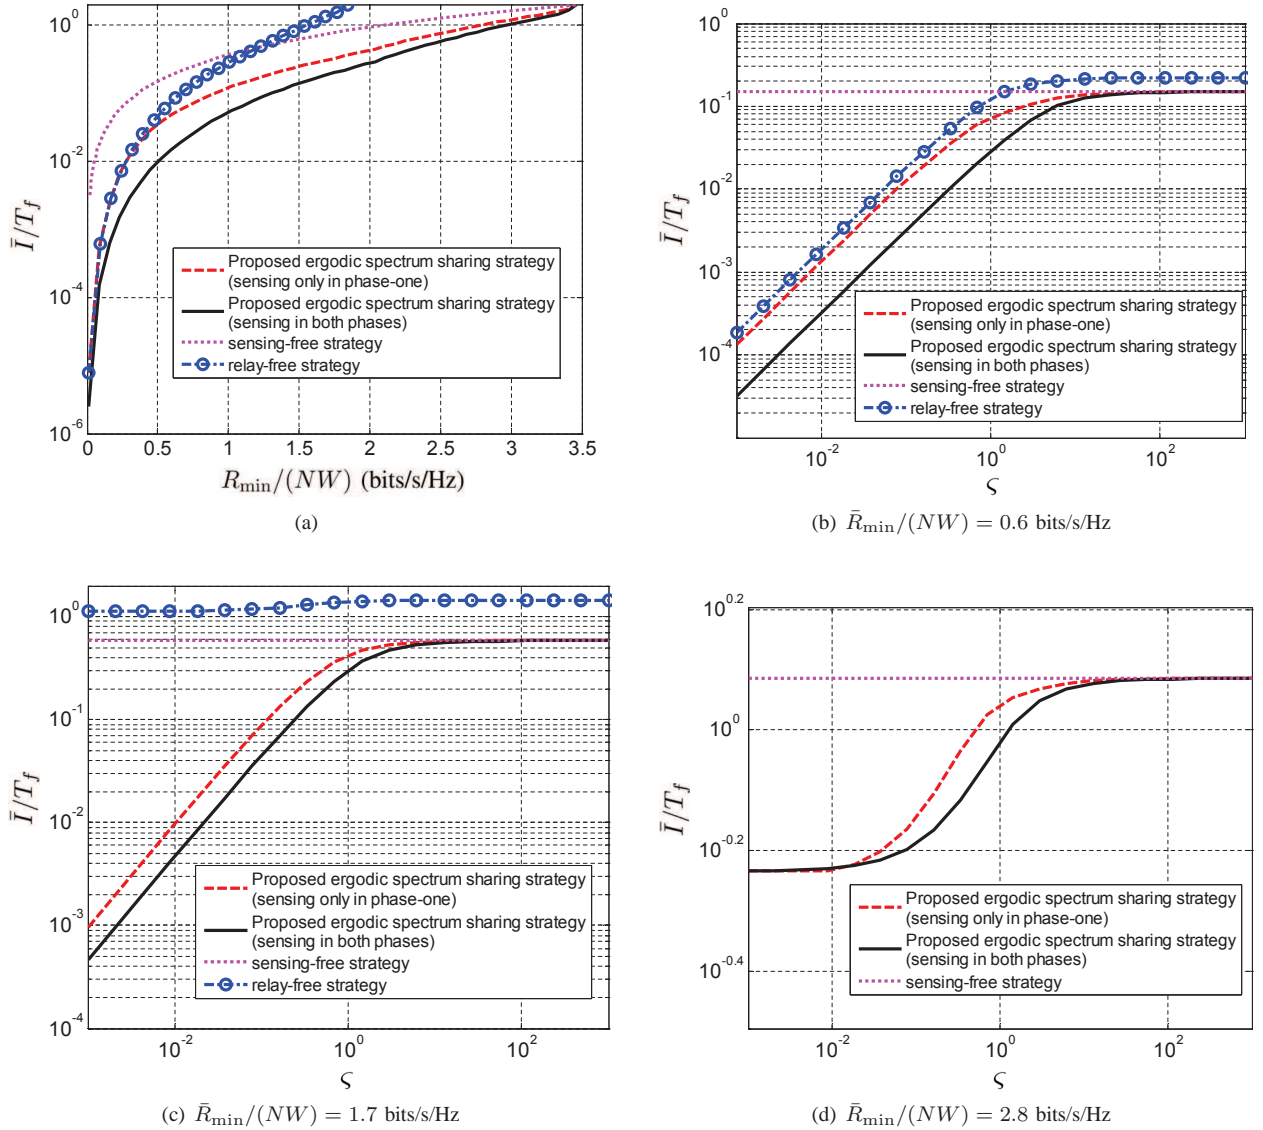 10^0
10^-2
10^-4
10^-6
Ī/T_f
0 0.5 1 1.5 2 2.5 3 3.5
R_min/(NW) (bits/s/Hz)
Proposed ergodic spectrum sharing strategy
(sensing only in phase-one)
Proposed ergodic spectrum sharing strategy
(sensing in both phases)
sensing-free strategy
relay-free strategy
(a)
10^0
10^-1
10^-2
10^-3
10^-4
Ī/T_f
10^-2 10^0 10^2
ς
Proposed ergodic spectrum sharing strategy
(sensing only in phase-one)
Proposed ergodic spectrum sharing strategy
(sensing in both phases)
sensing-free strategy
relay-free strategy
(b) R̄_min/(NW) = 0.6 bits/s/Hz
10^0
10^-1
10^-2
10^-3
10^-4
Ī/T_f
10^-2 10^0 10^2
ς
Proposed ergodic spectrum sharing strategy
(sensing only in phase-one)
Proposed ergodic spectrum sharing strategy
(sensing in both phases)
sensing-free strategy
relay-free strategy
(c) R̄_min/(NW) = 1.7 bits/s/Hz
10^0.2
10^0
10^-0.2
10^-0.4
Ī/T_f
10^-2 10^0 10^2
ς
Proposed ergodic spectrum sharing strategy
(sensing only in phase-one)
Proposed ergodic spectrum sharing strategy
(sensing in both phases)
sensing-free strategy
(d) R̄_min/(NW) = 2.8 bits/s/Hz